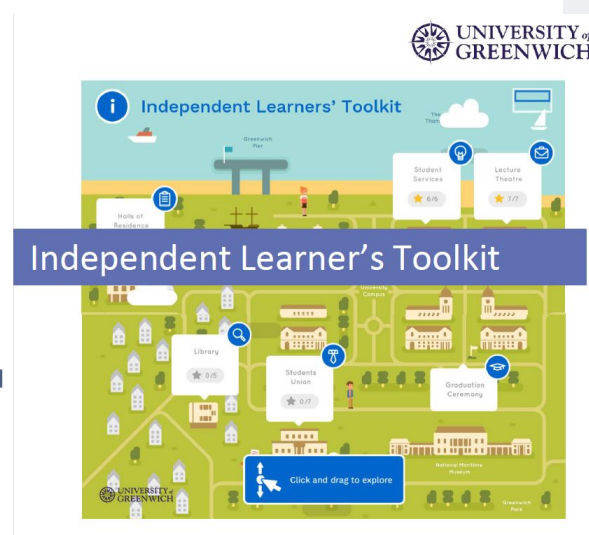 UNIVERSITY of
GREENWICH
i Independent Learners' Toolkit
The
Greenwich
Pier
Student
Services
6/6
Lecture
Theatre
7/7
Halls of
Residence
Independent Learner's Toolkit
University
Campus
Library
0/5
Students
Union
0/7
Graduation
Ceremony
National Maritime
Museum
Click and drag to explore
UNIVERSITY of
GREENWICH
Greenwich
Park